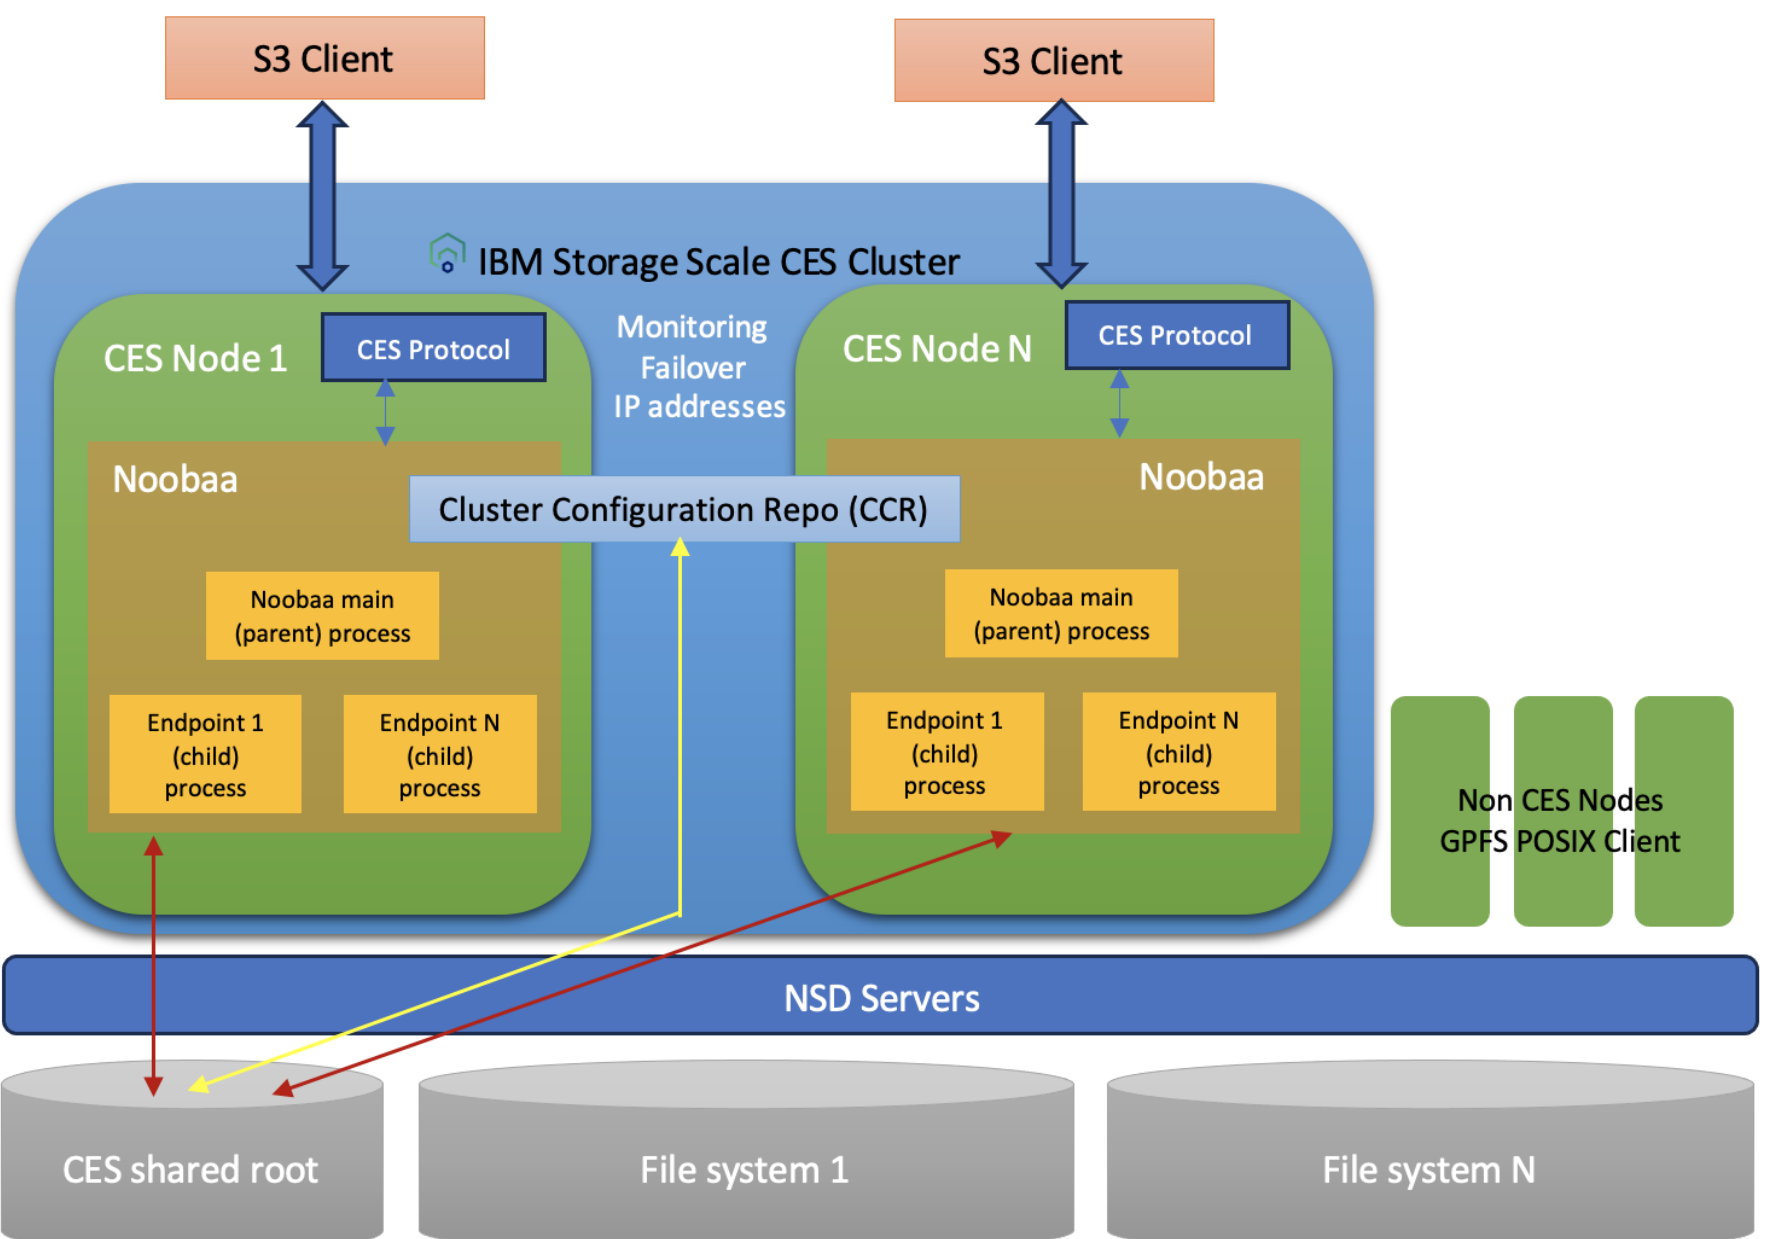 S3 Client
S3 Client
IBM Storage Scale CES Cluster
Monitoring
Failover
IP addresses
CES Node 1
CES Protocol
CES Node N
CES Protocol
Noobaa
Noobaa
Cluster Configuration Repo (CCR)
Noobaa main
(parent) process
Endpoint 1
(child)
process
Endpoint N
(child)
process
Noobaa main
(parent) process
Endpoint 1
(child)
process
Endpoint N
(child)
process
Non CES Nodes
GPFS POSIX Client
NSD Servers
CES shared root
File system 1
File system N